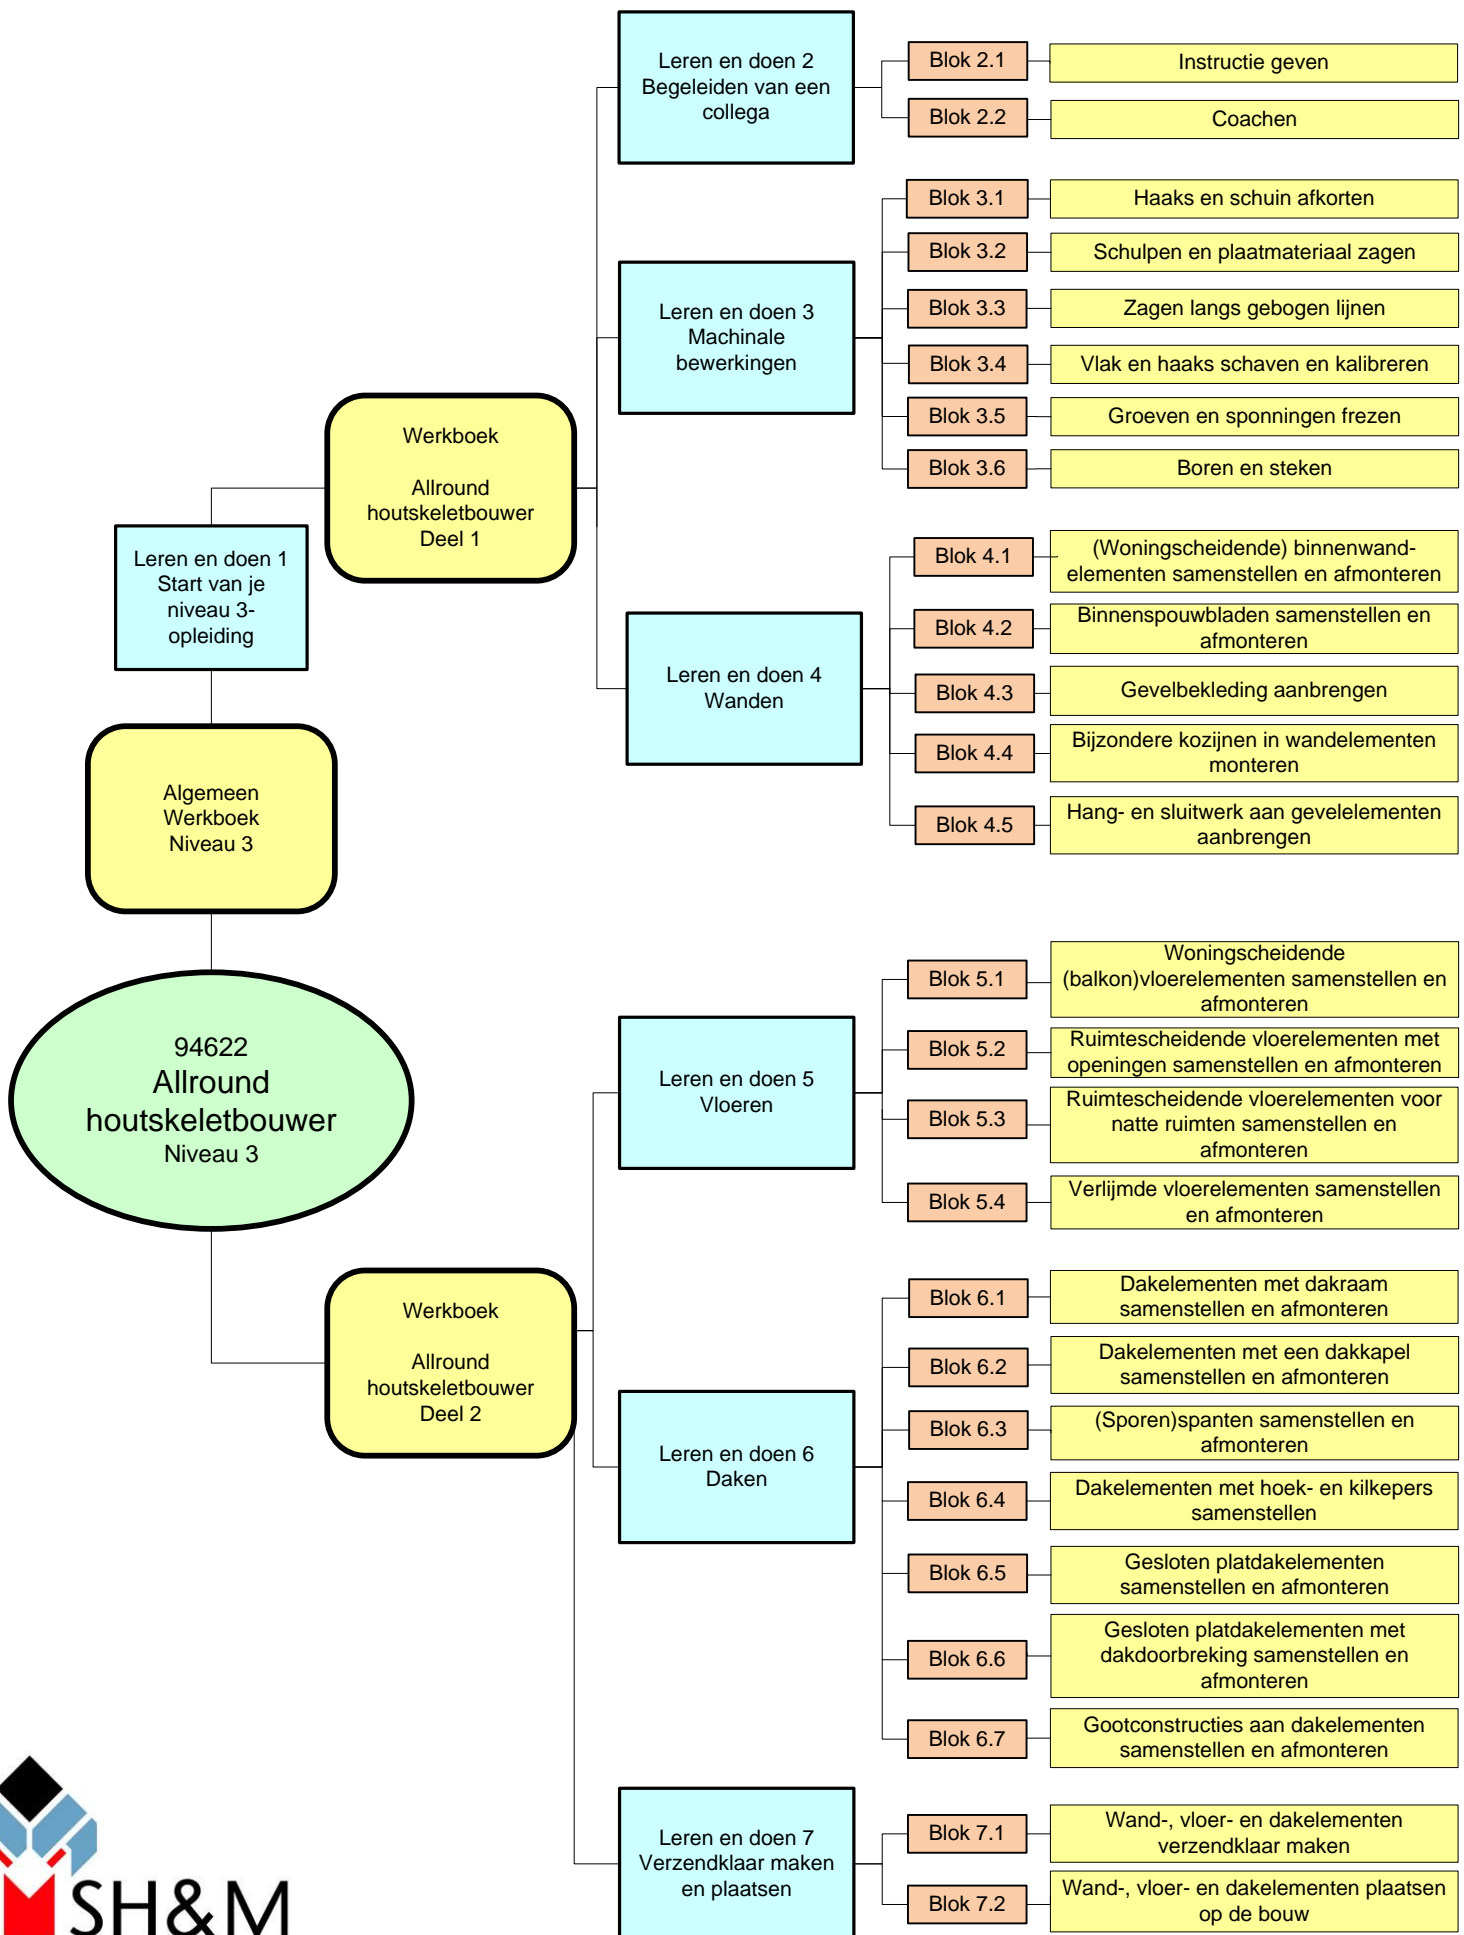 94622
Allround
houtskeletbouwer
Niveau 3
Algemeen
Werkboek
Niveau 3
Leren en doen 1
Start van je
niveau 3-
opleiding
Werkboek
Allround
houtskeletbouwer
Deel 1
Leren en doen 2
Begeleiden van een
collega
Blok 2.1
Instructie geven
Blok 2.2
Coachen
Leren en doen 3
Machinale
bewerkingen
Blok 3.1
Haaks en schuin afkorten
Blok 3.2
Schulpen en plaatmateriaal zagen
Blok 3.3
Zagen langs gebogen lijnen
Blok 3.4
Vlak en haaks schaven en kalibreren
Blok 3.5
Groeven en sponningen frezen
Blok 3.6
Boren en steken
Leren en doen 4
Wanden
Blok 4.1
(Woningscheidende) binnenwand-
elementen samenstellen en afmonteren
Blok 4.2
Binnenspouwbladen samenstellen en
afmonteren
Blok 4.3
Gevelbekleding aanbrengen
Blok 4.4
Bijzondere kozijnen in wandelementen
monteren
Blok 4.5
Hang- en sluitwerk aan gevelelementen
aanbrengen
Werkboek
Allround
houtskeletbouwer
Deel 2
Leren en doen 5
Vloeren
Blok 5.1
Woningscheidende
(balkon)vloerelementen samenstellen en
afmonteren
Blok 5.2
Ruimtescheidende vloerelementen met
openingen samenstellen en afmonteren
Blok 5.3
Ruimtescheidende vloerelementen voor
natte ruimten samenstellen en
afmonteren
Blok 5.4
Verlijmde vloerelementen samenstellen
en afmonteren
Leren en doen 6
Daken
Blok 6.1
Dakelementen met dakraam
samenstellen en afmonteren
Blok 6.2
Dakelementen met een dakkapel
samenstellen en afmonteren
Blok 6.3
(Sporen)spanten samenstellen en
afmonteren
Blok 6.4
Dakelementen met hoek- en kilkepers
samenstellen
Blok 6.5
Gesloten platdakelementen
samenstellen en afmonteren
Blok 6.6
Gesloten platdakelementen met
dakdoorbreking samenstellen en
afmonteren
Blok 6.7
Gootconstructies aan dakelementen
samenstellen en afmonteren
Leren en doen 7
Verzendklaar maken
en plaatsen
Blok 7.1
Wand-, vloer- en dakelementen
verzendklaar maken
Blok 7.2
Wand-, vloer- en dakelementen plaatsen
op de bouw
SH&M